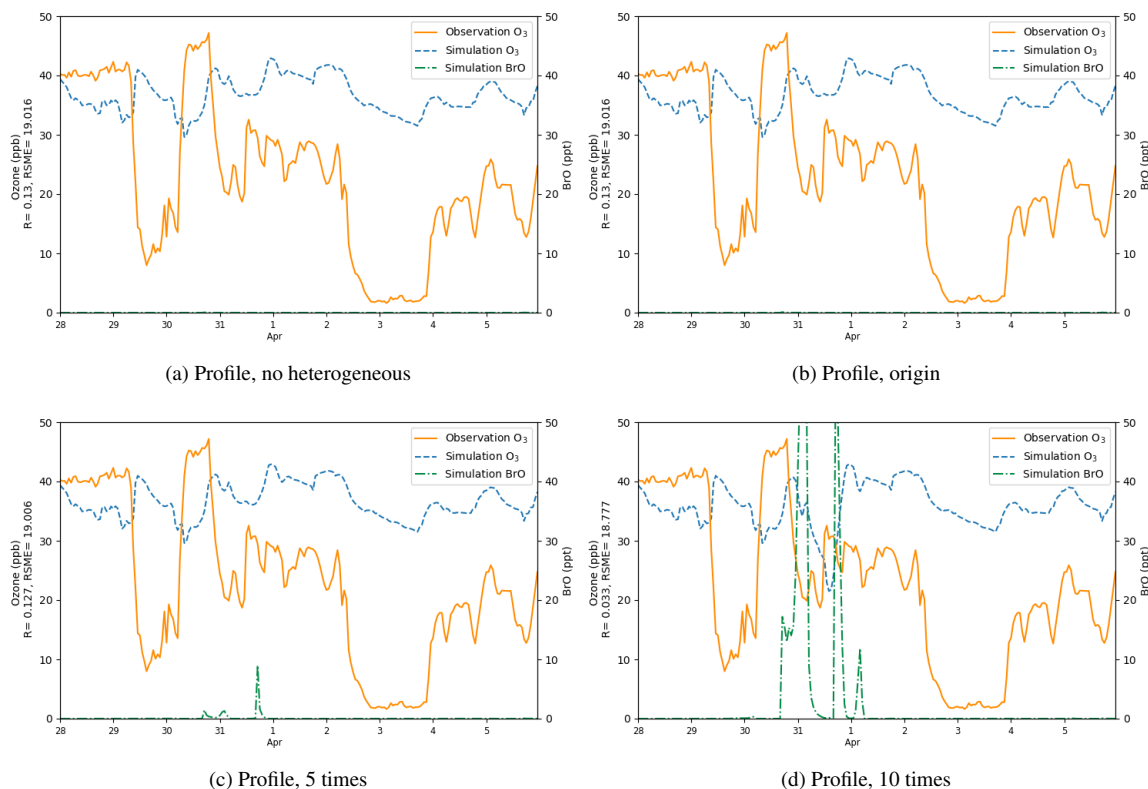 50
40
30
20
10
0
Ozone (ppb)
R= 0.13, RSME= 19.016
50
40
30
20
10
0
BrO (ppt)
28 29 30 31 1 2 3 4 5
Apr
Observation O₃
Simulation O₃
Simulation BrO
(a) Profile, no heterogeneous
50
40
30
20
10
0
Ozone (ppb)
R= 0.13, RSME= 19.016
50
40
30
20
10
0
BrO (ppt)
28 29 30 31 1 2 3 4 5
Apr
Observation O₃
Simulation O₃
Simulation BrO
(b) Profile, origin
50
40
30
20
10
0
Ozone (ppb)
R= 0.127, RSME= 19.006
50
40
30
20
10
0
BrO (ppt)
28 29 30 31 1 2 3 4 5
Apr
Observation O₃
Simulation O₃
Simulation BrO
(c) Profile, 5 times
50
40
30
20
10
0
Ozone (ppb)
R= 0.033, RSME= 18.777
50
40
30
20
10
0
BrO (ppt)
28 29 30 31 1 2 3 4 5
Apr
Observation O₃
Simulation O₃
Simulation BrO
(d) Profile, 10 times